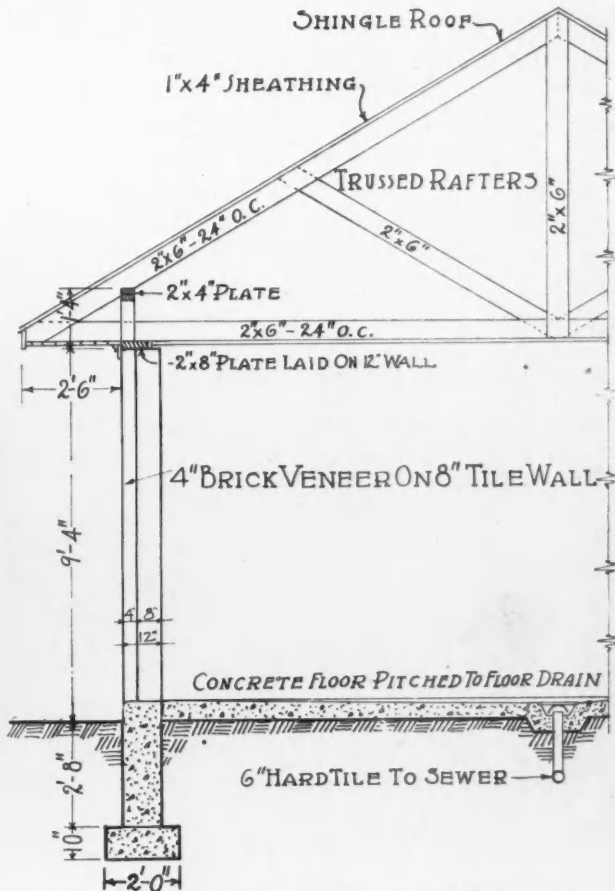 SHINGLE ROOF
1"x4" SHEATHING
TRUSSED RAFTERS
2"x6"-24" O.C.
2"x6"
2"x6"
2"x4" PLATE
2"x6"-24" O.C.
-2"x8" PLATE LAID ON 12" WALL
2'-6"
4" BRICK VENEER ON 8" TILE WALL
9'-4"
4" 8"
12"
CONCRETE FLOOR PITCHED TO FLOOR DRAIN
2'-8"
6" HARD TILE TO SEWER
10"
2'-0"